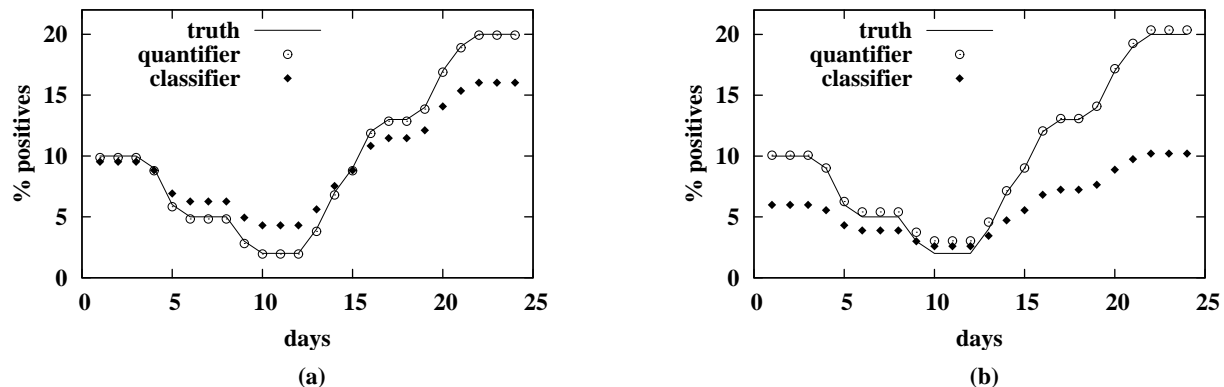 truth
quantifier
classifier
% positives
20
15
10
5
0
0 5 10 15 20 25
days
(a)
truth
quantifier
classifier
% positives
20
15
10
5
0
0 5 10 15 20 25
days
(b)